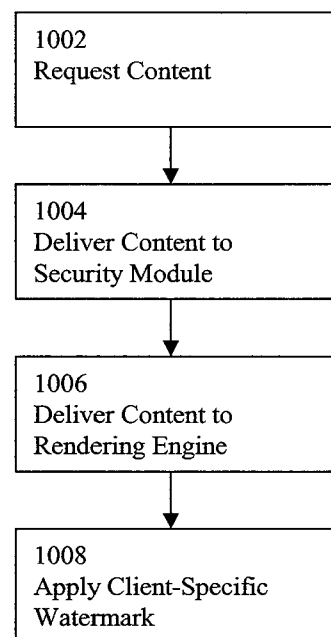 1002
Request Content
1004
Deliver Content to
Security Module
1006
Deliver Content to
Rendering Engine
1008
Apply Client-Specific
Watermark